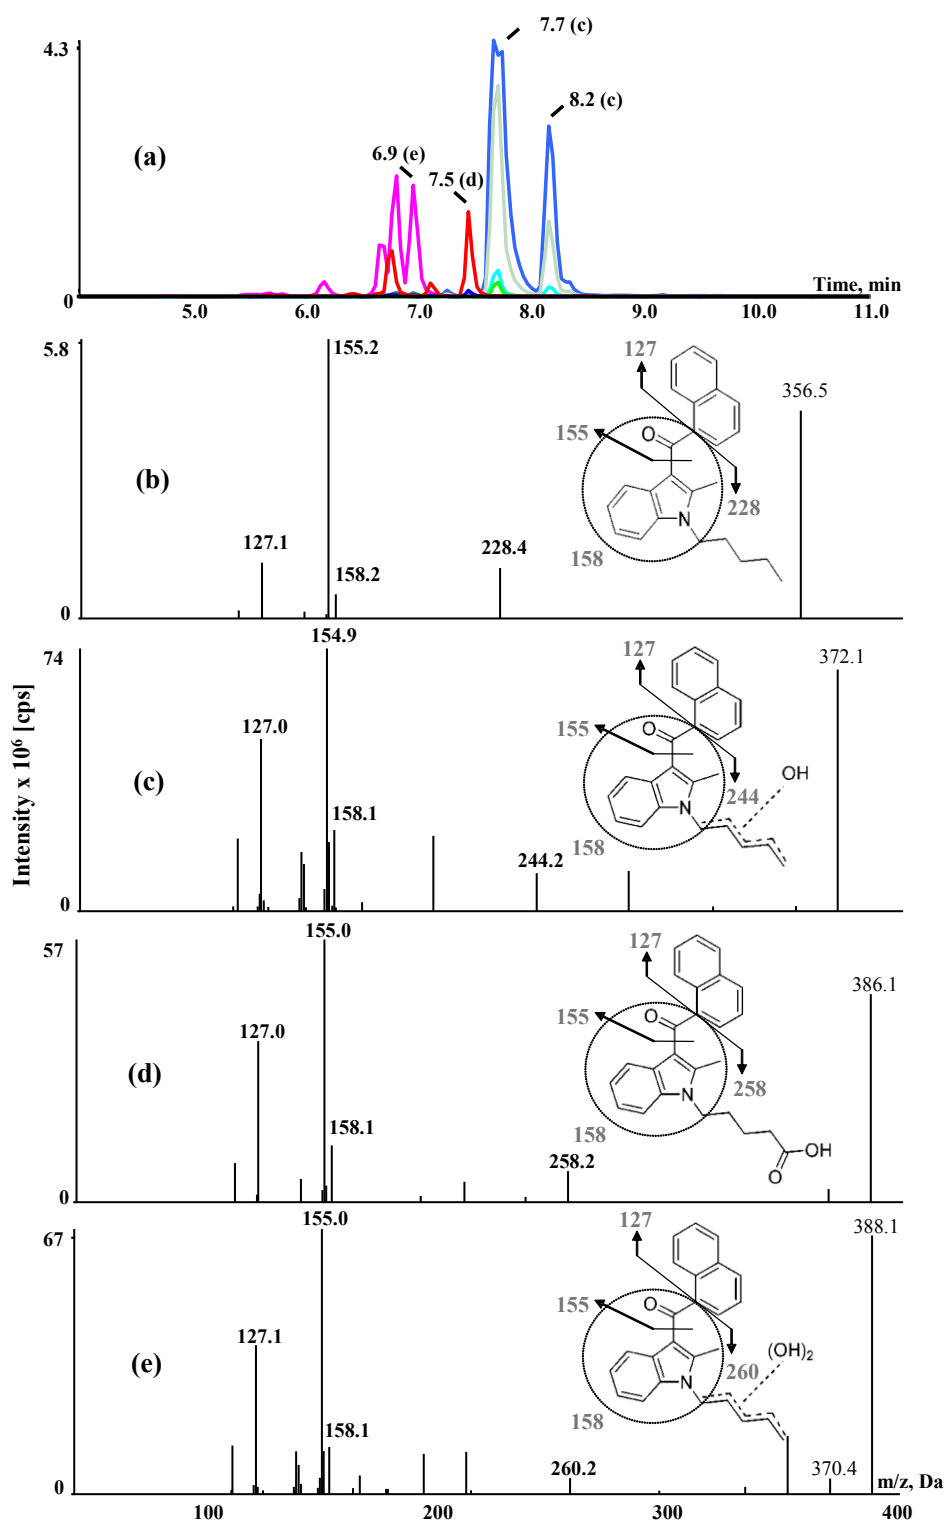 4.3
7.7 (c)
8.2 (c)
(a)
6.9 (e)
7.5 (d)
Time, min
0
5.0 6.0 7.0 8.0 9.0 10.0 11.0
5.8
155.2
127
356.5
O
155
(b)
N
228
127.1
158.2
228.4
158
0
154.9
74
127
372.1
127.0
O
155
(c)
OH
244
158.1
N
158
244.2
0
Intensity x 10⁶ [cps]
155.0
57
127
386.1
127.0
O
155
(d)
258
N
158.1
158
OH
258.2
O
0
155.0
67
127
388.1
O
155
127.1
(e)
(OH)₂
260
N
158.1
158
260.2
370.4
0
m/z, Da
100 200 300 400